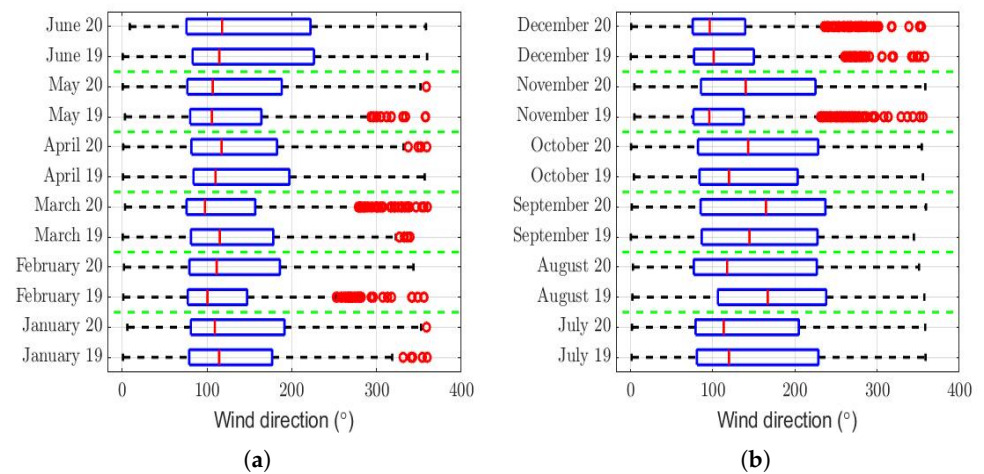 June 20
June 19
May 20
May 19
April 20
April 19
March 20
March 19
February 20
February 19
January 20
January 19
0 100 200 300 400
Wind direction (°)
(a)
December 20
December 19
November 20
November 19
October 20
October 19
September 20
September 19
August 20
August 19
July 20
July 19
0 100 200 300 400
Wind direction (°)
(b)